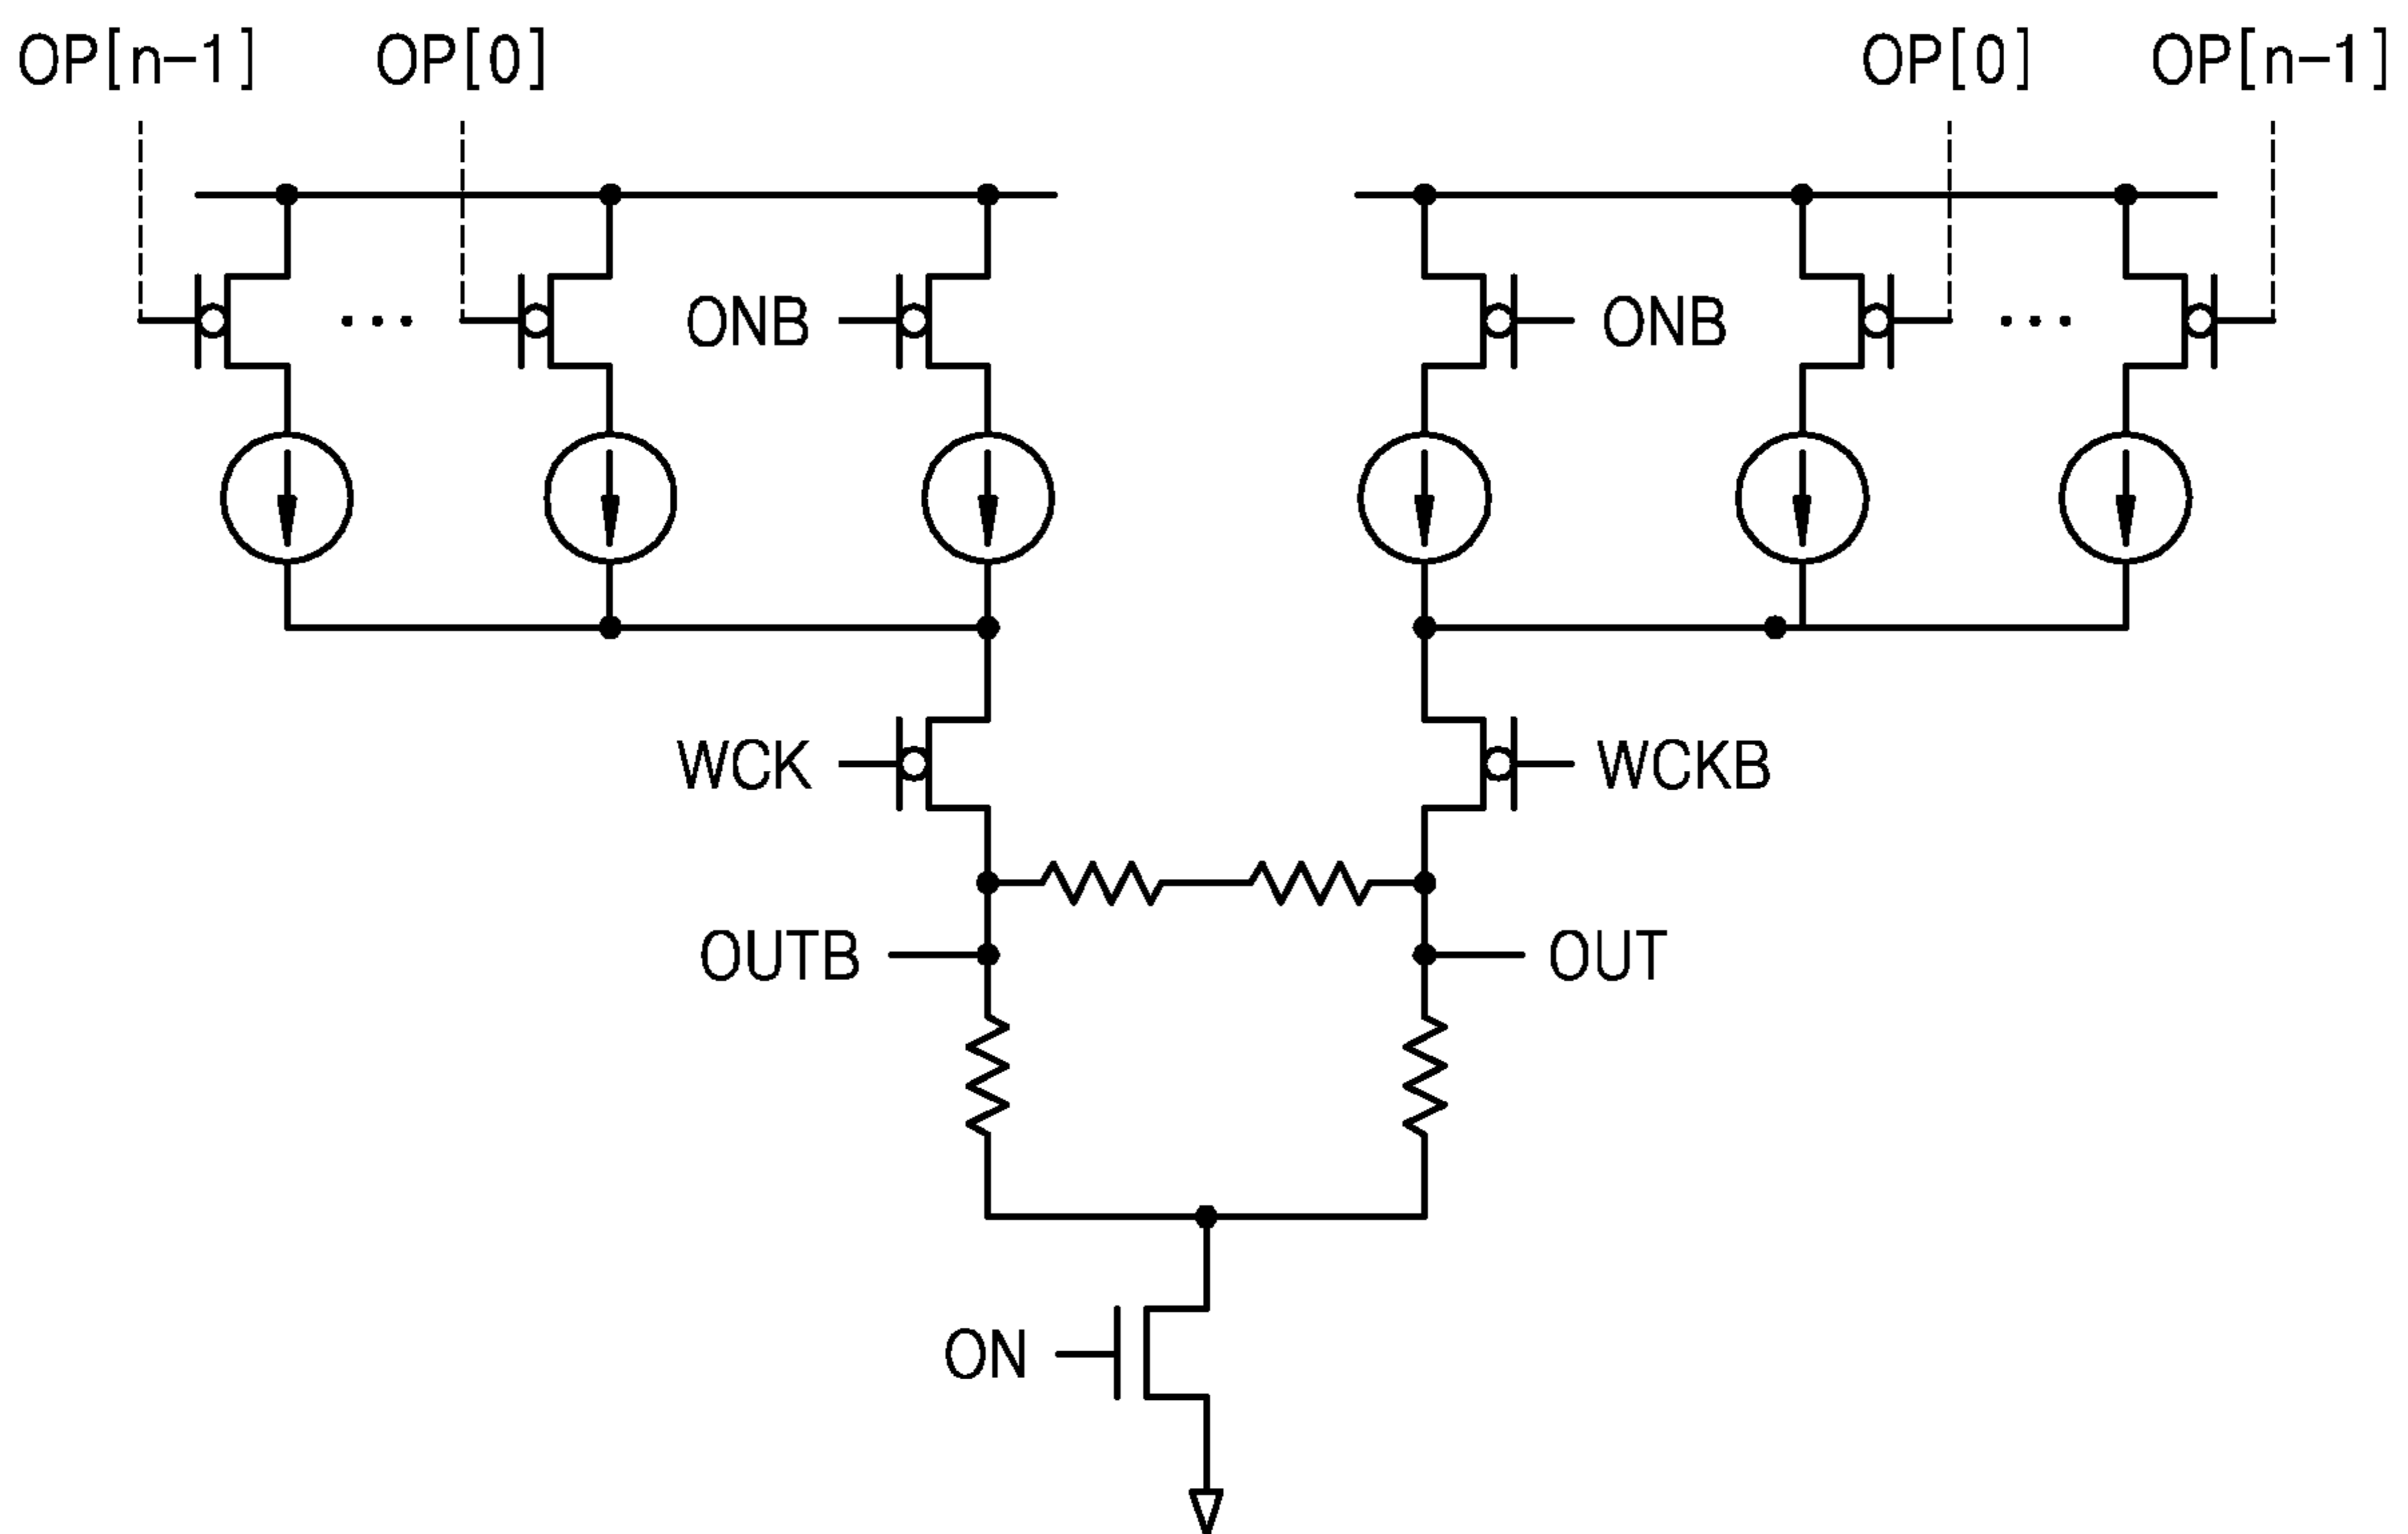 OP[n-1] OP[0] OP[0] OP[n-1]
... ONB ONB ...
WCK WCKB
OUTB OUT
ON